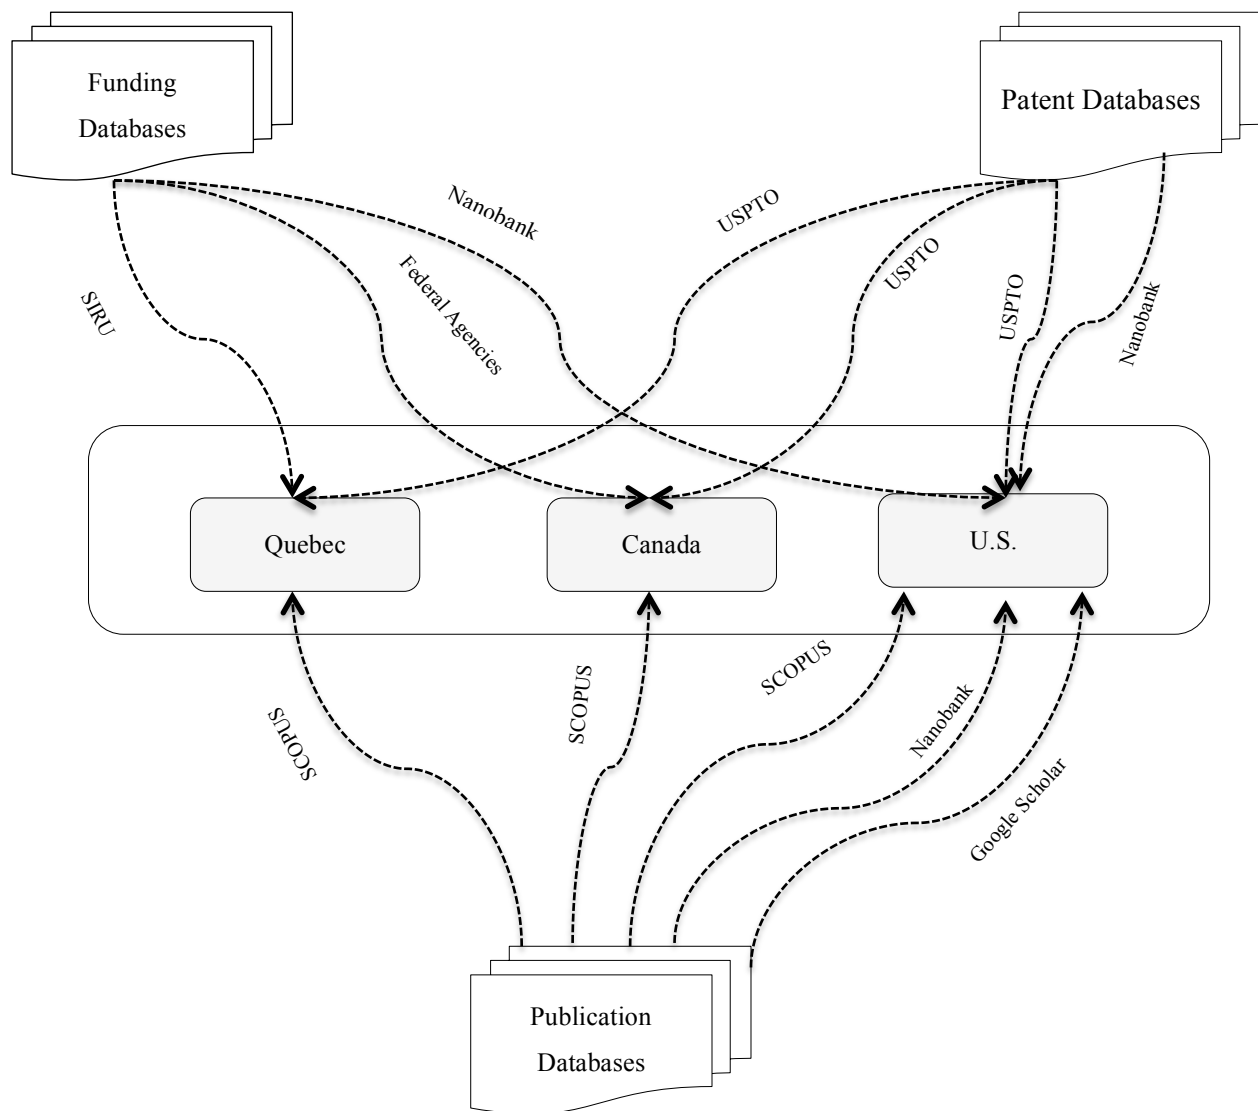 Funding
Databases
Patent Databases
Nanobank
USPTO
Federal Agencies
USPTO
SIRU
USPTO
Nanobank
Quebec
Canada
U.S.
SCOPUS
SCOPUS
SCOPUS
Nanobank
Google Scholar
Publication
Databases